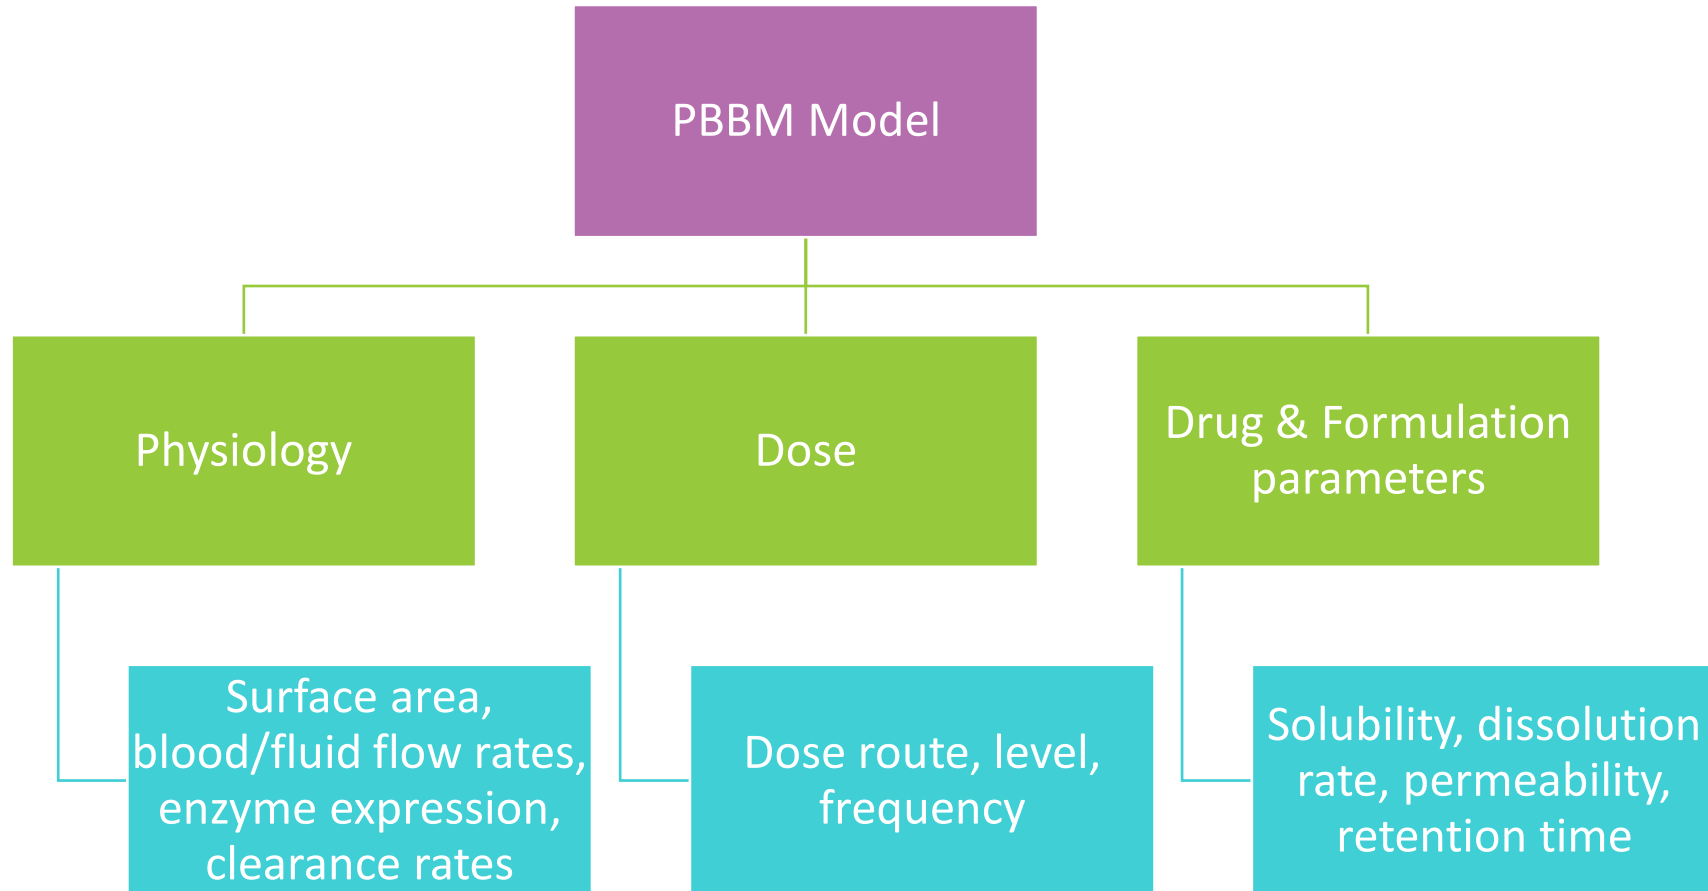 PBBM Model
Physiology
Dose
Drug & Formulation
parameters
Surface area,
blood/fluid flow rates,
enzyme expression,
clearance rates
Dose route, level,
frequency
Solubility, dissolution
rate, permeability,
retention time